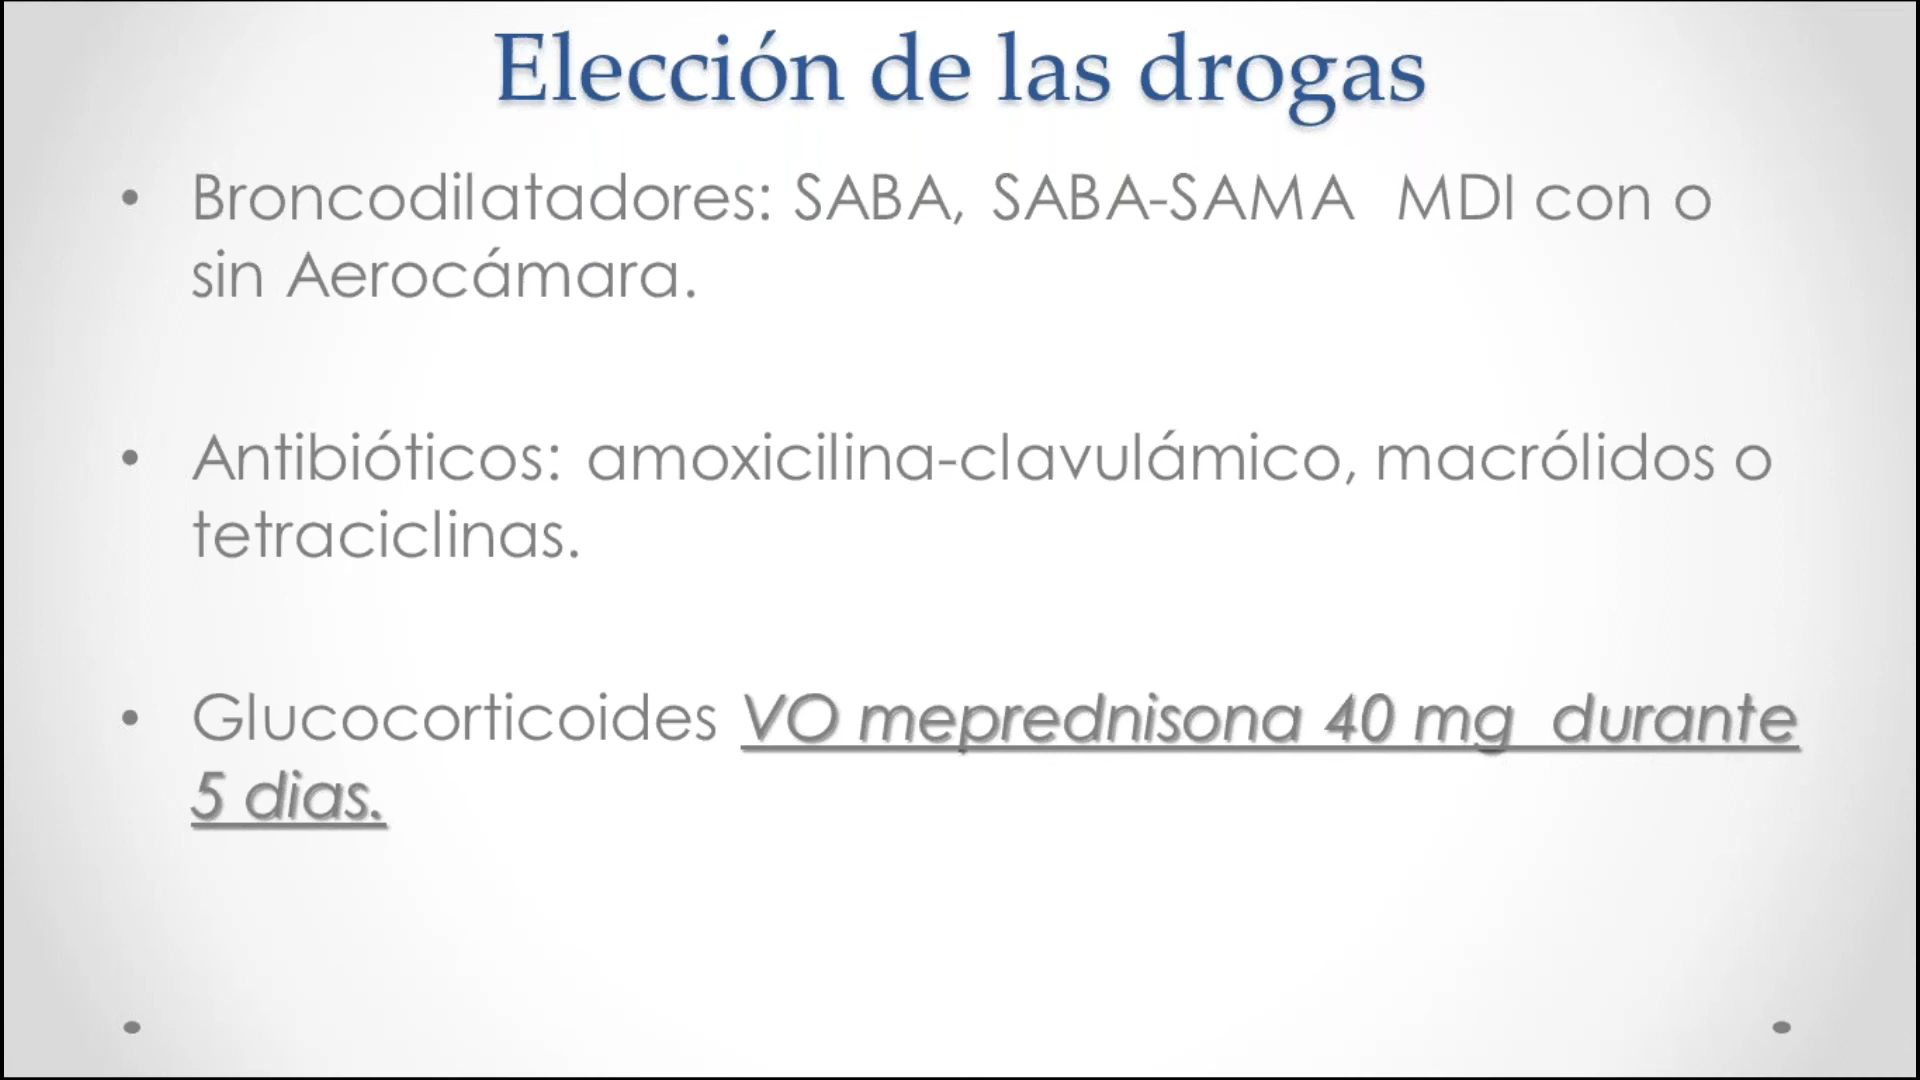 Elección de las drogas
• Broncodilatadores: SABA, SABA-SAMA MDI con o
sin Aerocámara.
• Antibióticos: amoxicilina-clavulámico, macrólidos o
tetraciclinas.
• Glucocorticoides VO meprednisona 40 mg durante
5 dias.